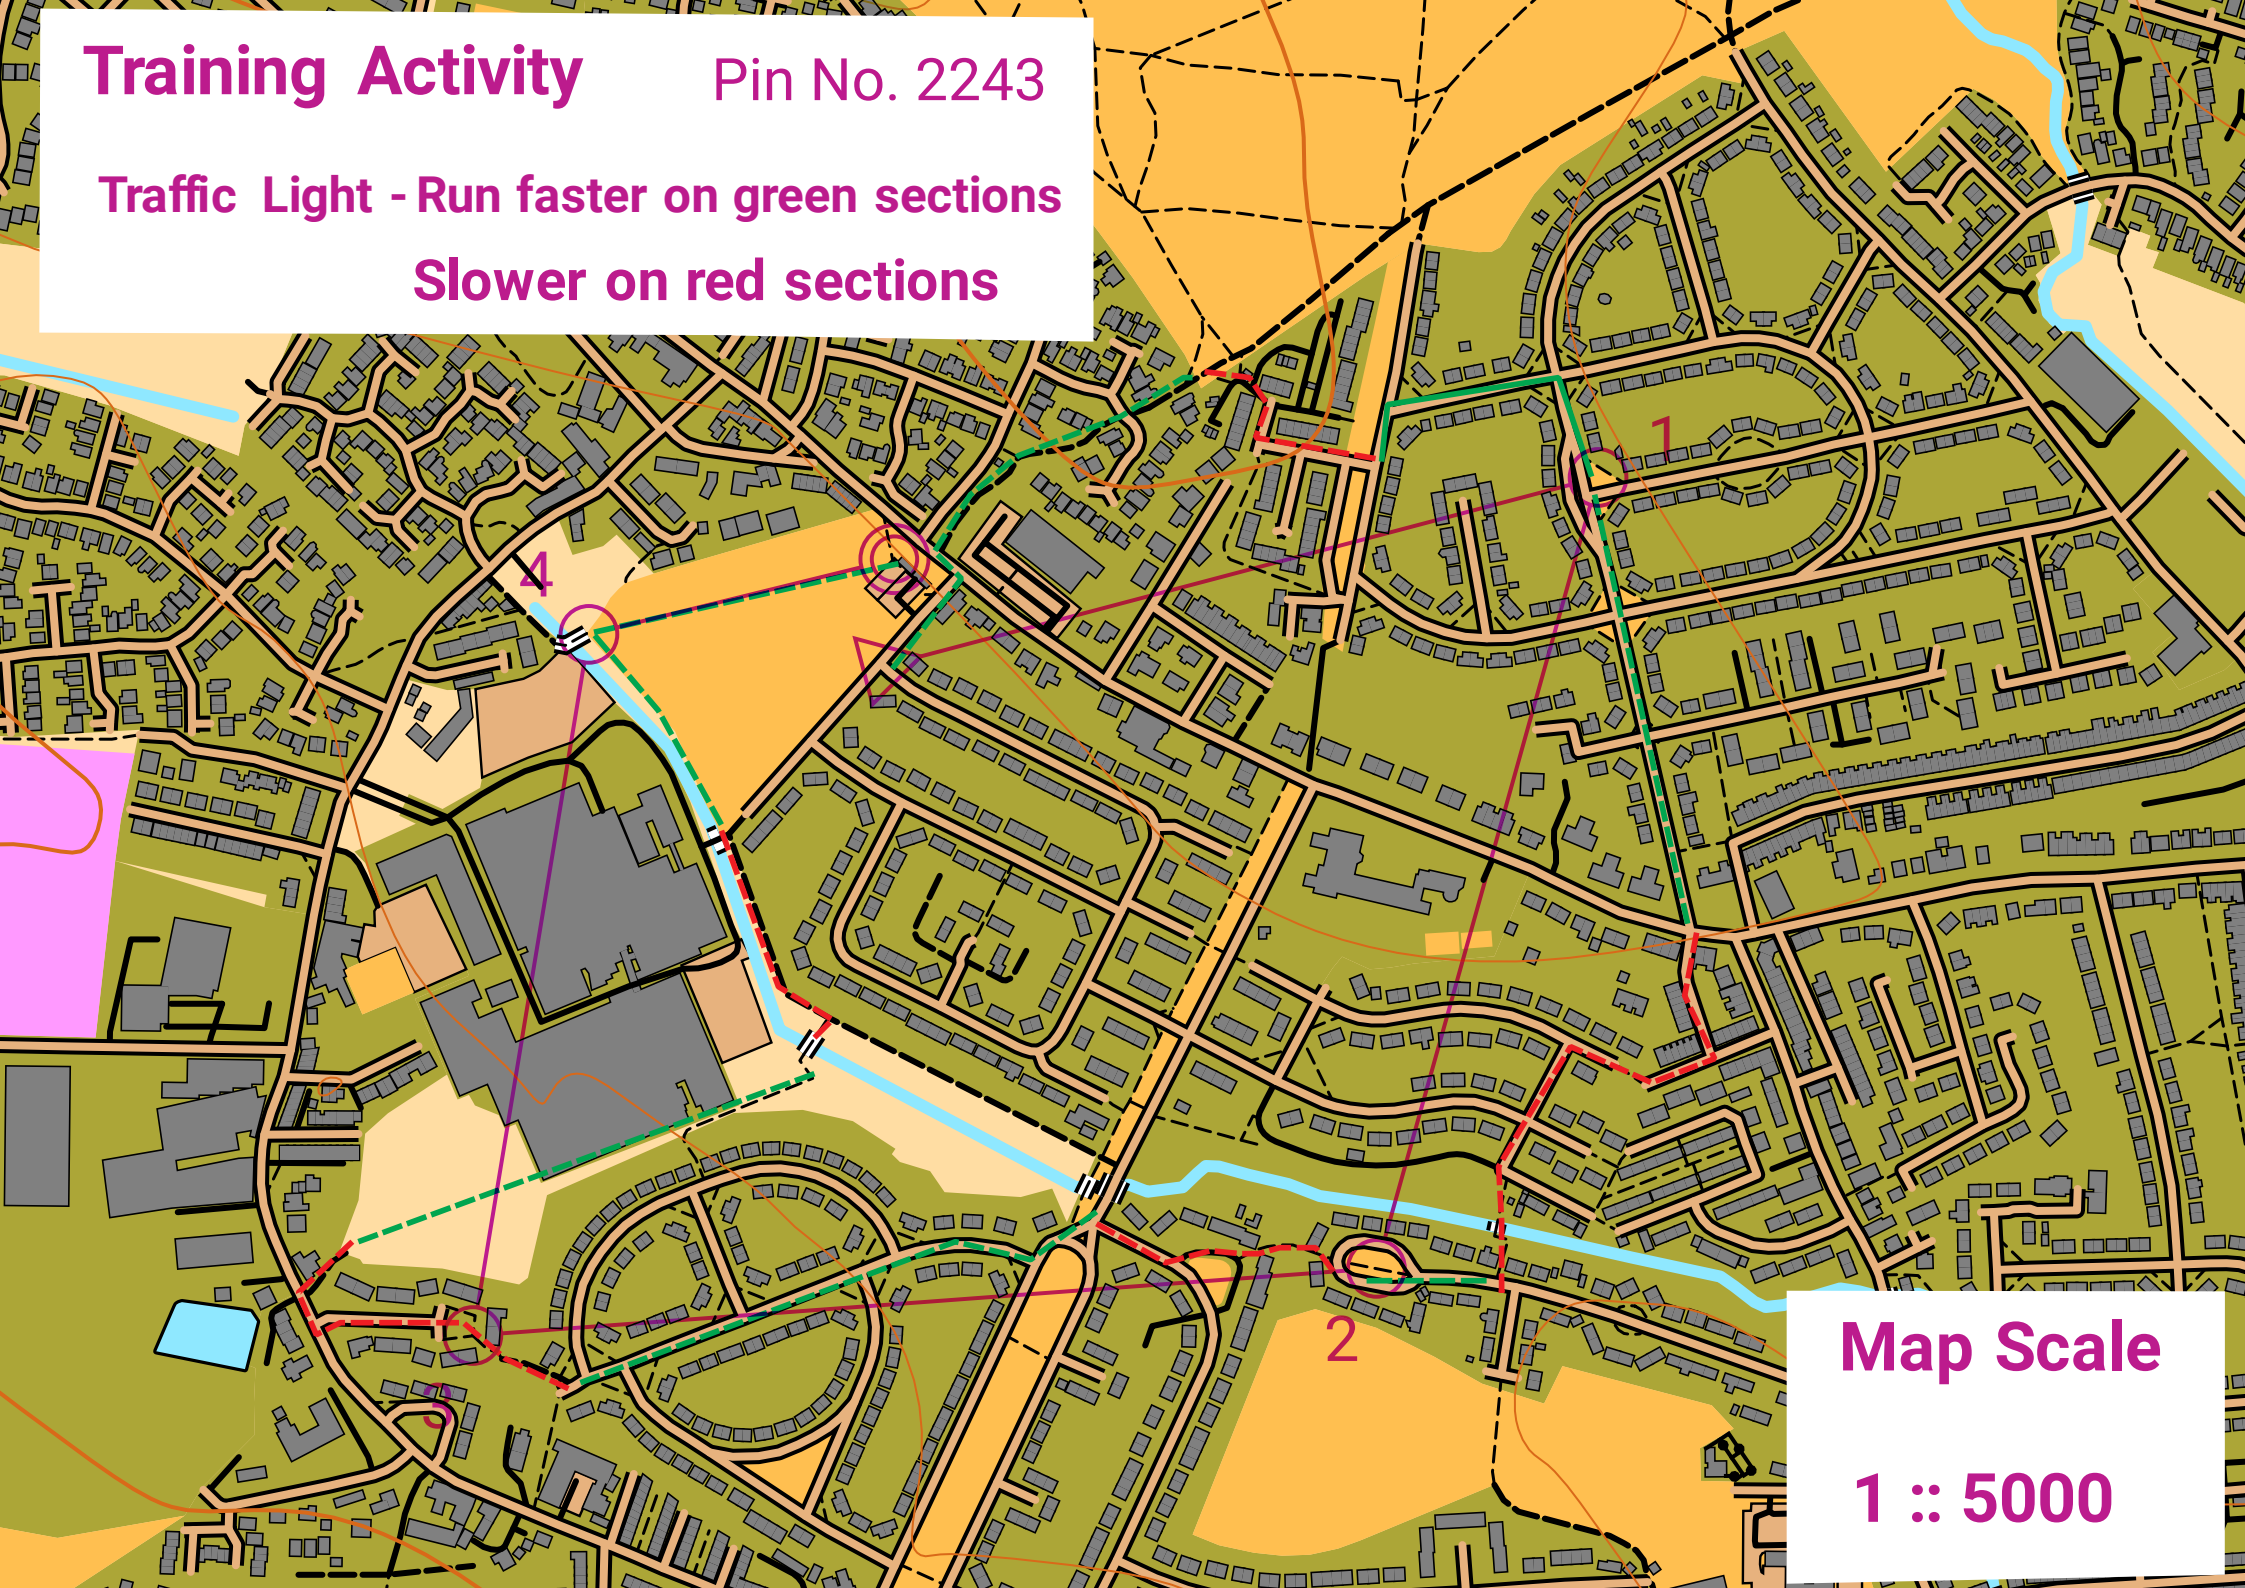 Training Activity Pin No. 2243
Traffic Light - Run faster on green sections
Slower on red sections
1
4
2
3
Map Scale
1 :: 5000